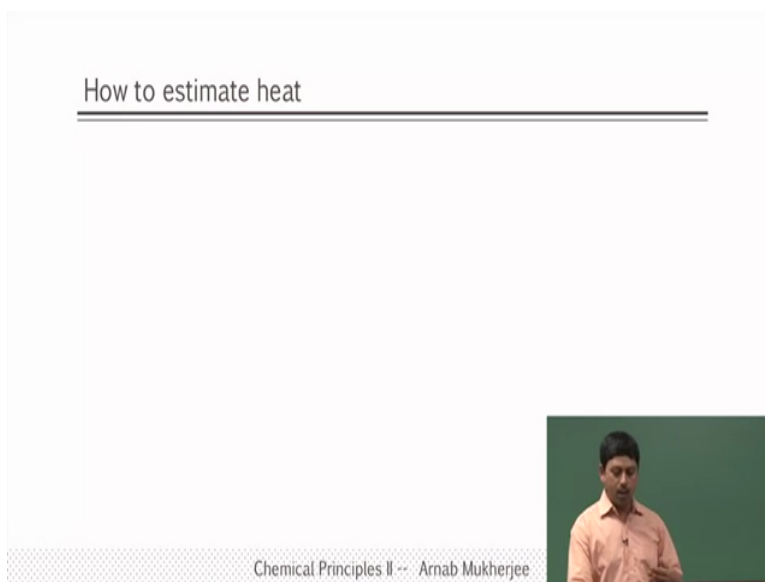 How to estimate heat
Chemical Principles II -- Arnab Mukherjee